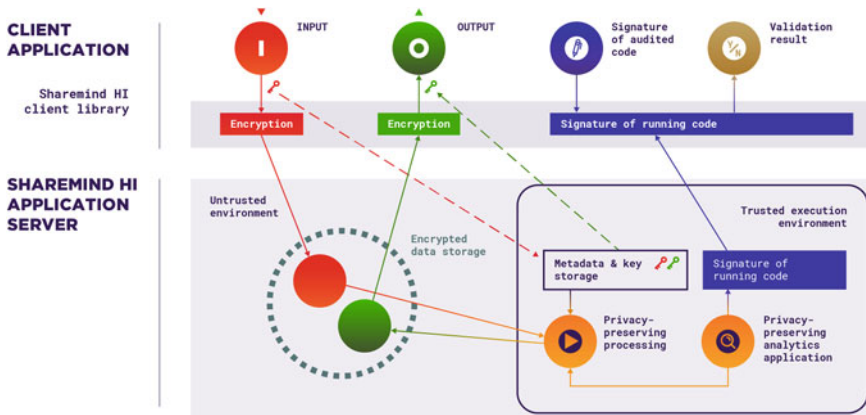 CLIENT
APPLICATION
Sharemind HI
client library
INPUT
OUTPUT
Signature
of audited
code
Y/N
Validation
result
Encryption
Encryption
Signature of running code
SHAREMIND HI
APPLICATION
SERVER
Untrusted
environment
Encrypted
data storage
Trusted execution
environment
Metadata & key
storage
Signature of
running code
Privacy-
preserving
processing
Privacy-
preserving
analytics
application